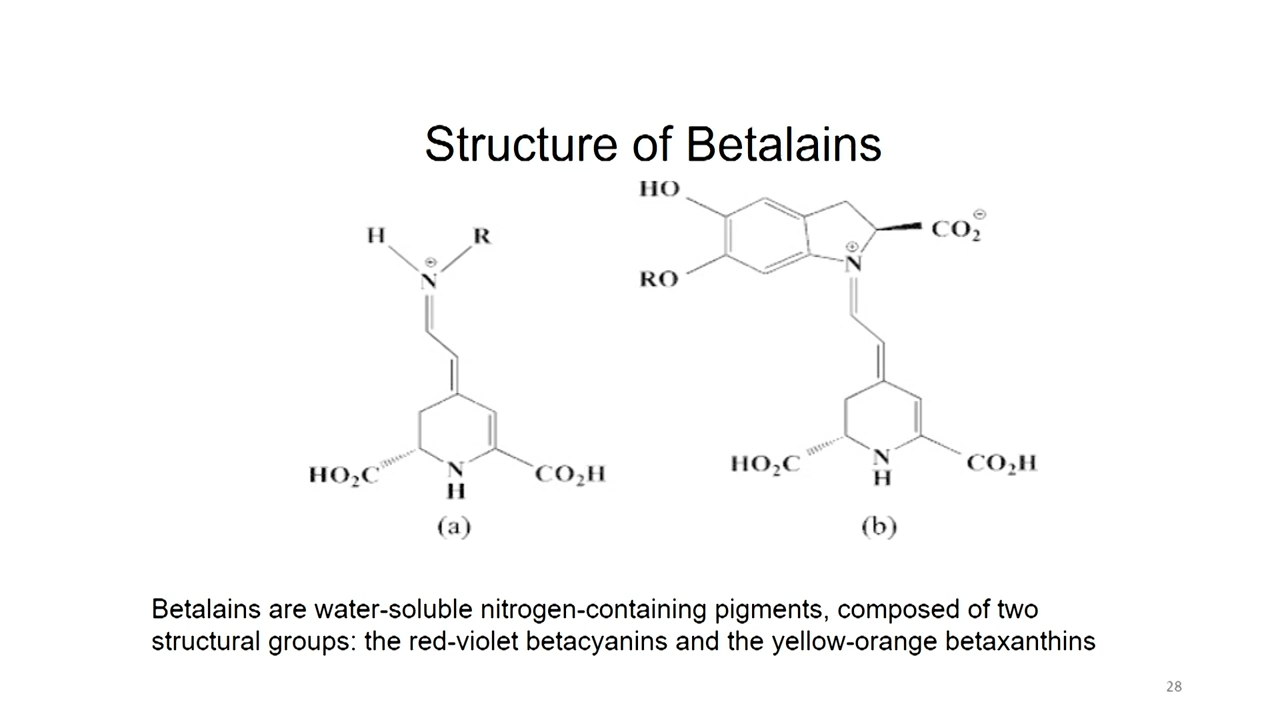 Structure of Betalains
H R
⊕
N
HO₂C N CO₂H
H
(a)
HO
RO
⊕
N
CO₂⊖
HO₂C N CO₂H
H
(b)
Betalains are water-soluble nitrogen-containing pigments, composed of two
structural groups: the red-violet betacyanins and the yellow-orange betaxanthins
28